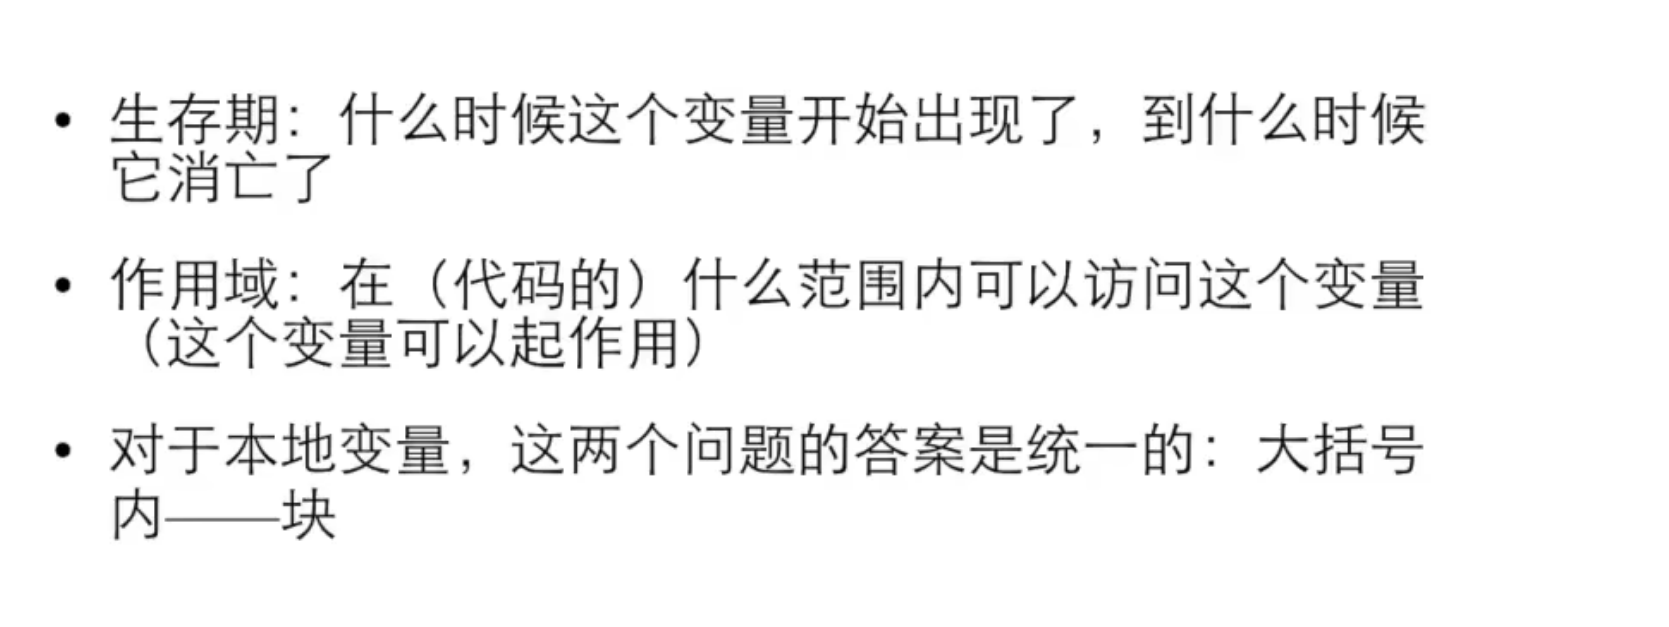 • 生存期：什么时候这个变量开始出现了，到什么时候
它消亡了
• 作用域：在（代码的）什么范围内可以访问这个变量
（这个变量可以起作用）
• 对于本地变量，这两个问题的答案是统一的：大括号
内——块